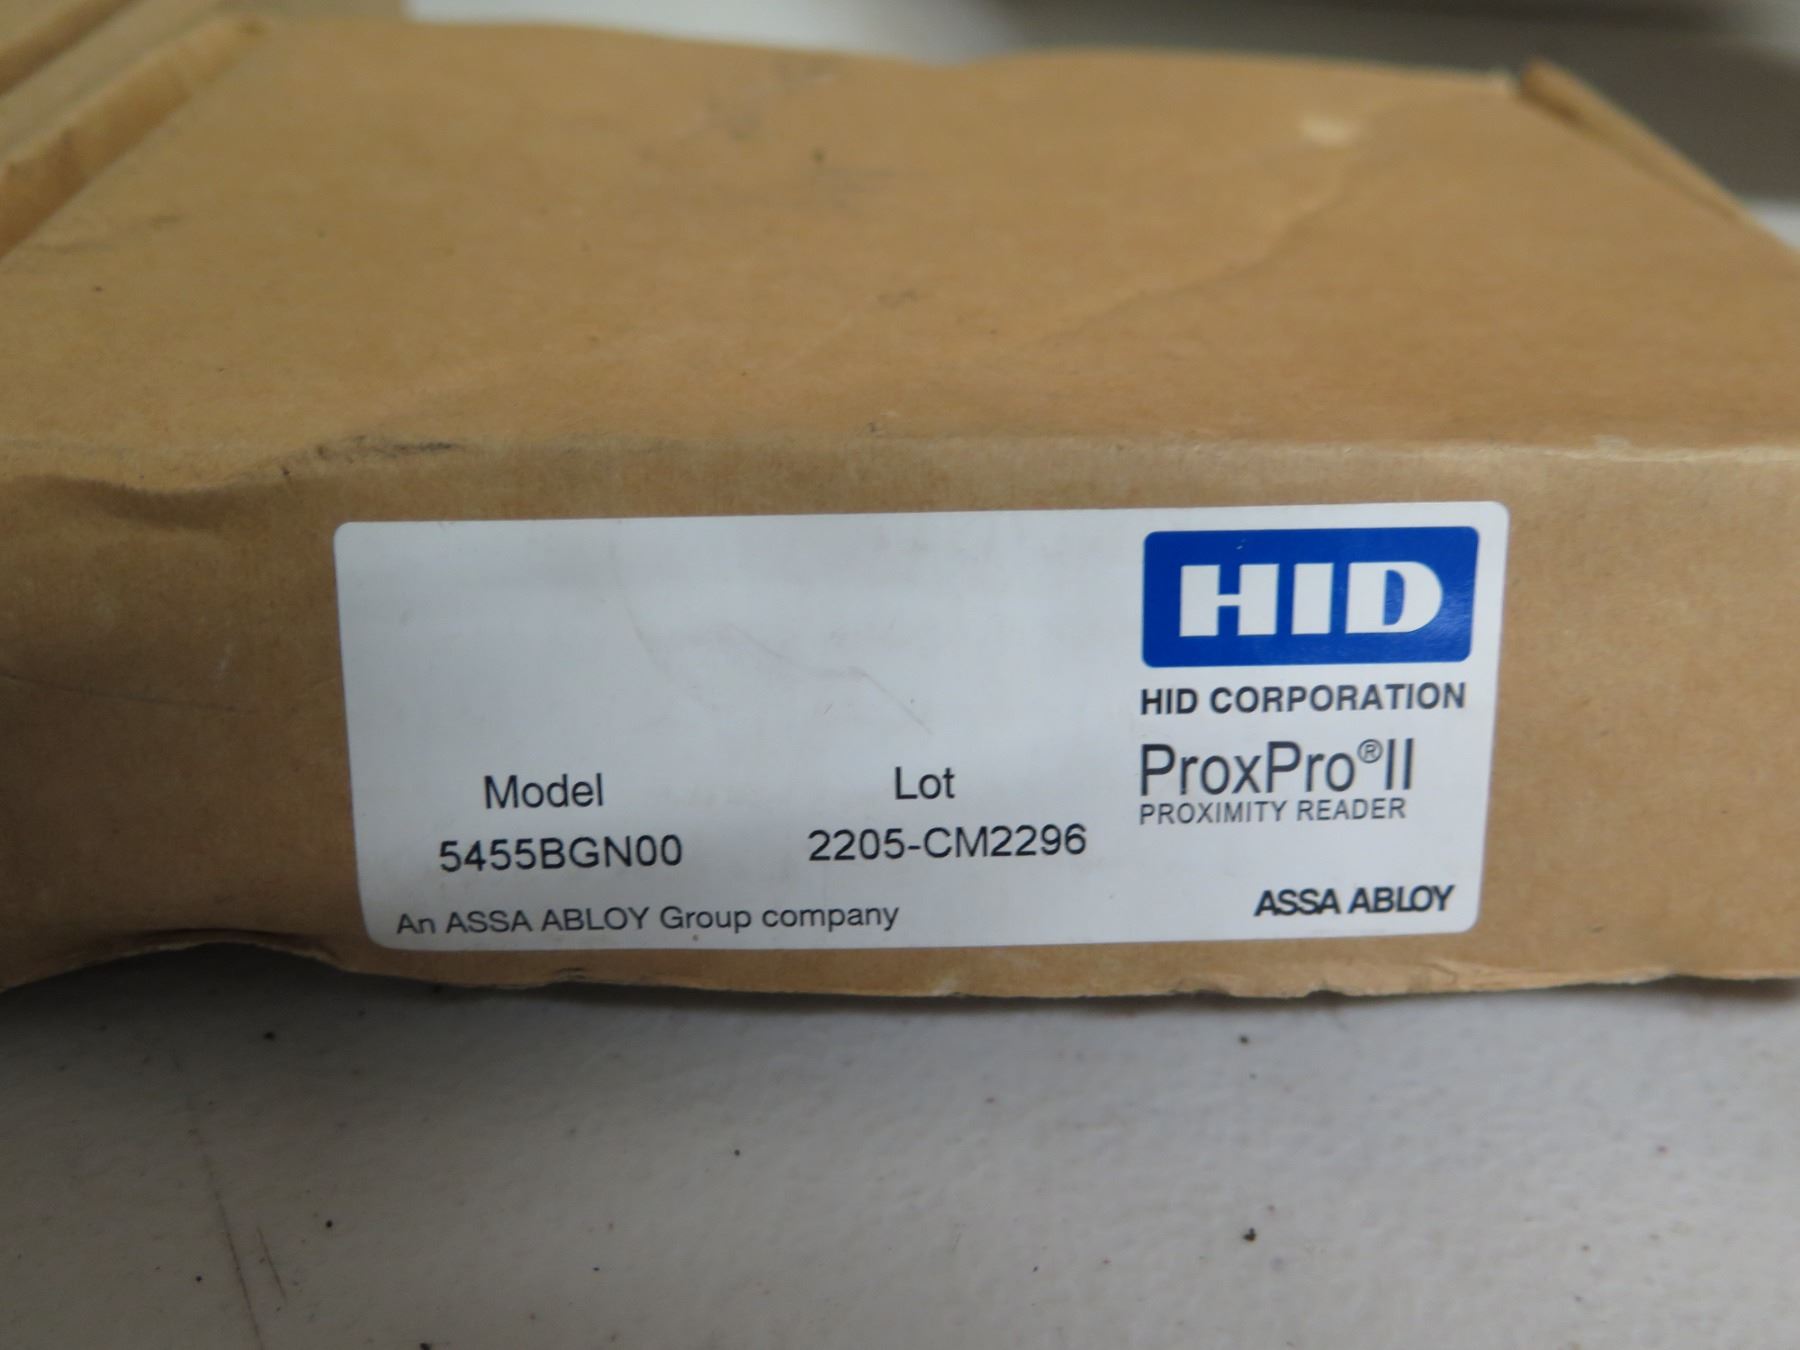 HID
HID CORPORATION
ProxPro®II
PROXIMITY READER
Model Lot
5455BGN00 2205-CM2296
An ASSA ABLOY Group company
ASSA ABLOY